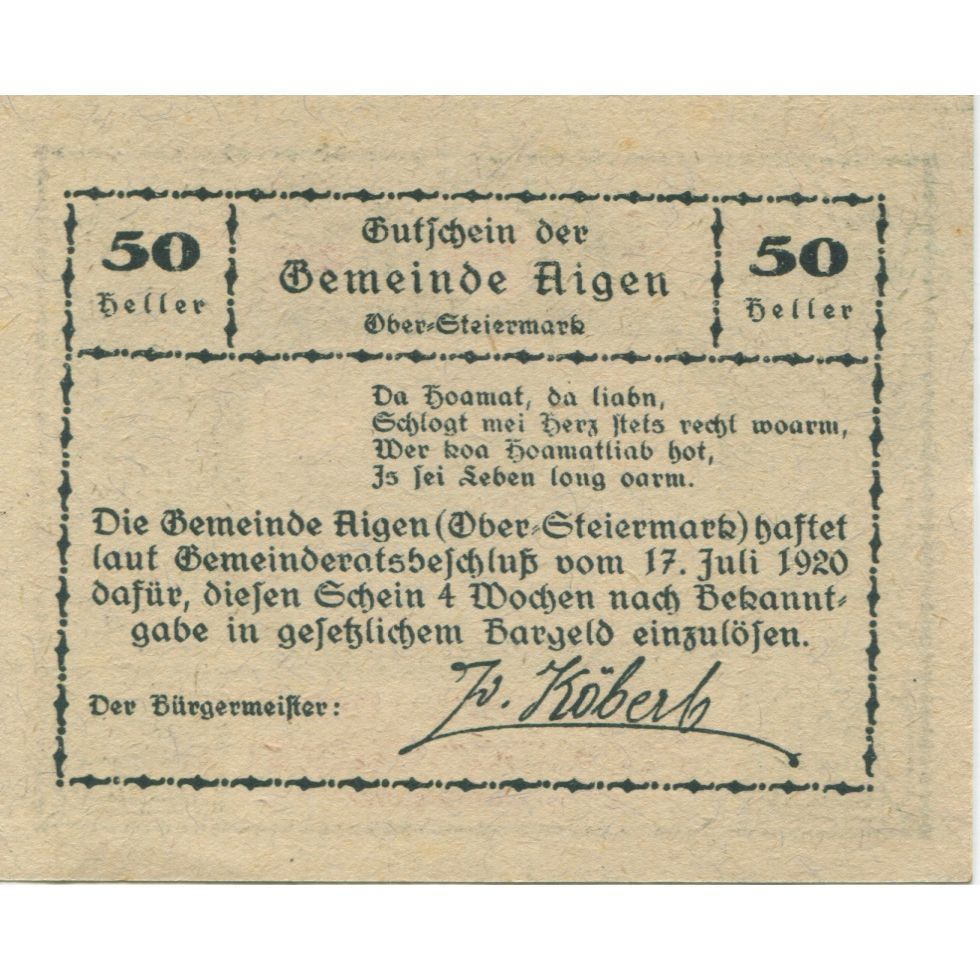 50
Heller
Gutschein der
Gemeinde Aigen
Ober-Steiermark
50
Heller
Da Hoamat, da liabn,
Schlogt mei Herz stets recht woarm,
Wer koa Hoamatliab hot,
Is sei Leben long oarm.
Die Gemeinde Aigen (Ober-Steiermark) haftet
laut Gemeinderatsbeschluß vom 17. Juli 1920
dafür, diesen Schein 4 Wochen nach Bekannt-
gabe in gesetzlichem Bargeld einzulösen.
Der Bürgermeister:
Köberl